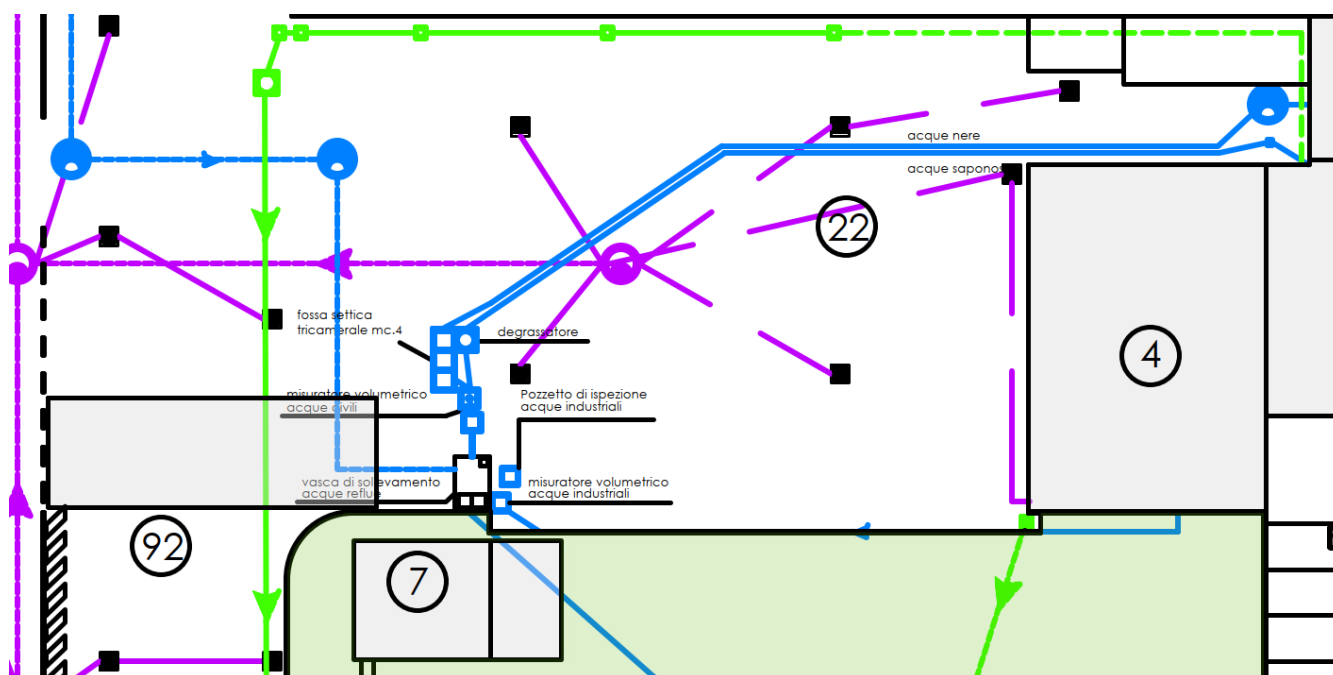 acque nere
acque saponos
22
fossa settica
tricamerale mc.4
degrassatore
4
misuratore volumetrico
acque civili
Pozzetto di ispezione
acque industriali
vasca di sollevamento
acque reflue
misuratore volumetrico
acque industriali
92
7